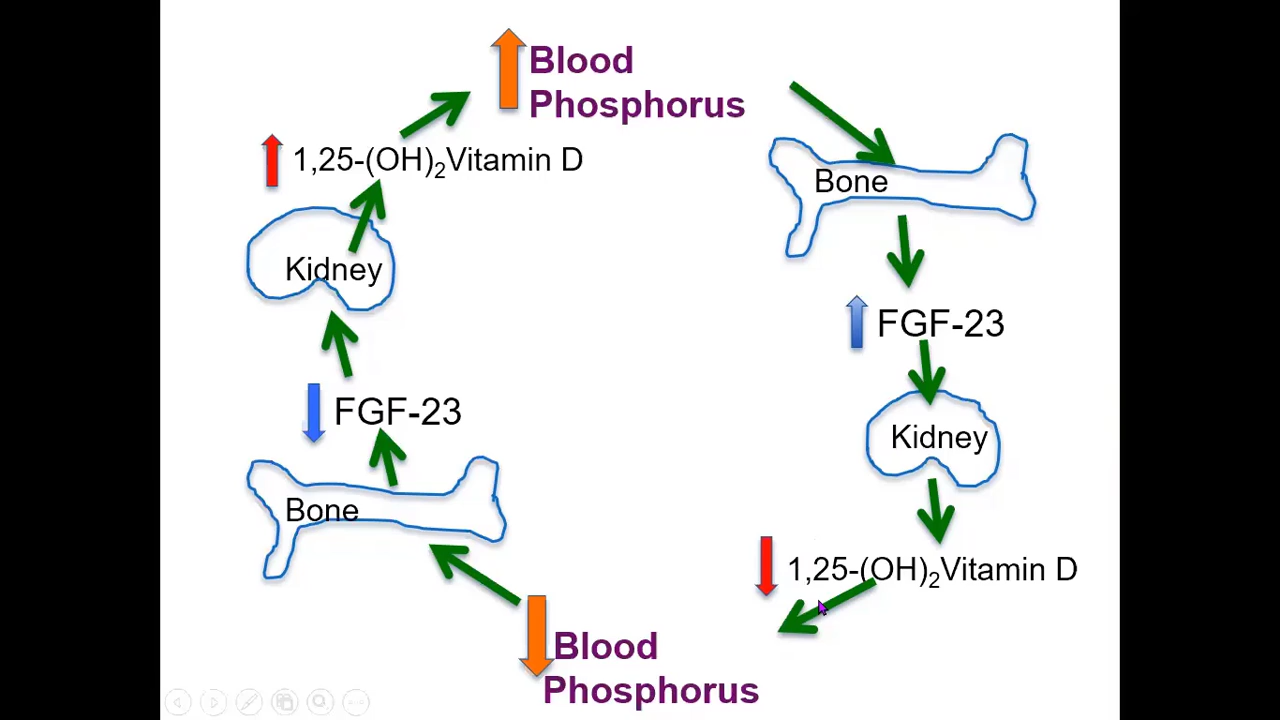 Blood
Phosphorus
1,25-(OH)₂Vitamin D
Bone
Kidney
FGF-23
FGF-23
Kidney
Bone
1,25-(OH)₂Vitamin D
Blood
Phosphorus